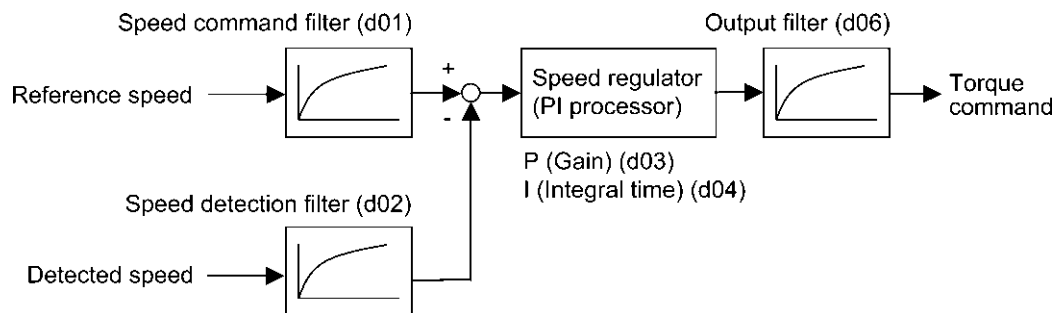 Speed command filter (d01)
Output filter (d06)
Reference speed
+
-
Speed regulator
(PI processor)
Torque
command
P (Gain) (d03)
I (Integral time) (d04)
Speed detection filter (d02)
Detected speed